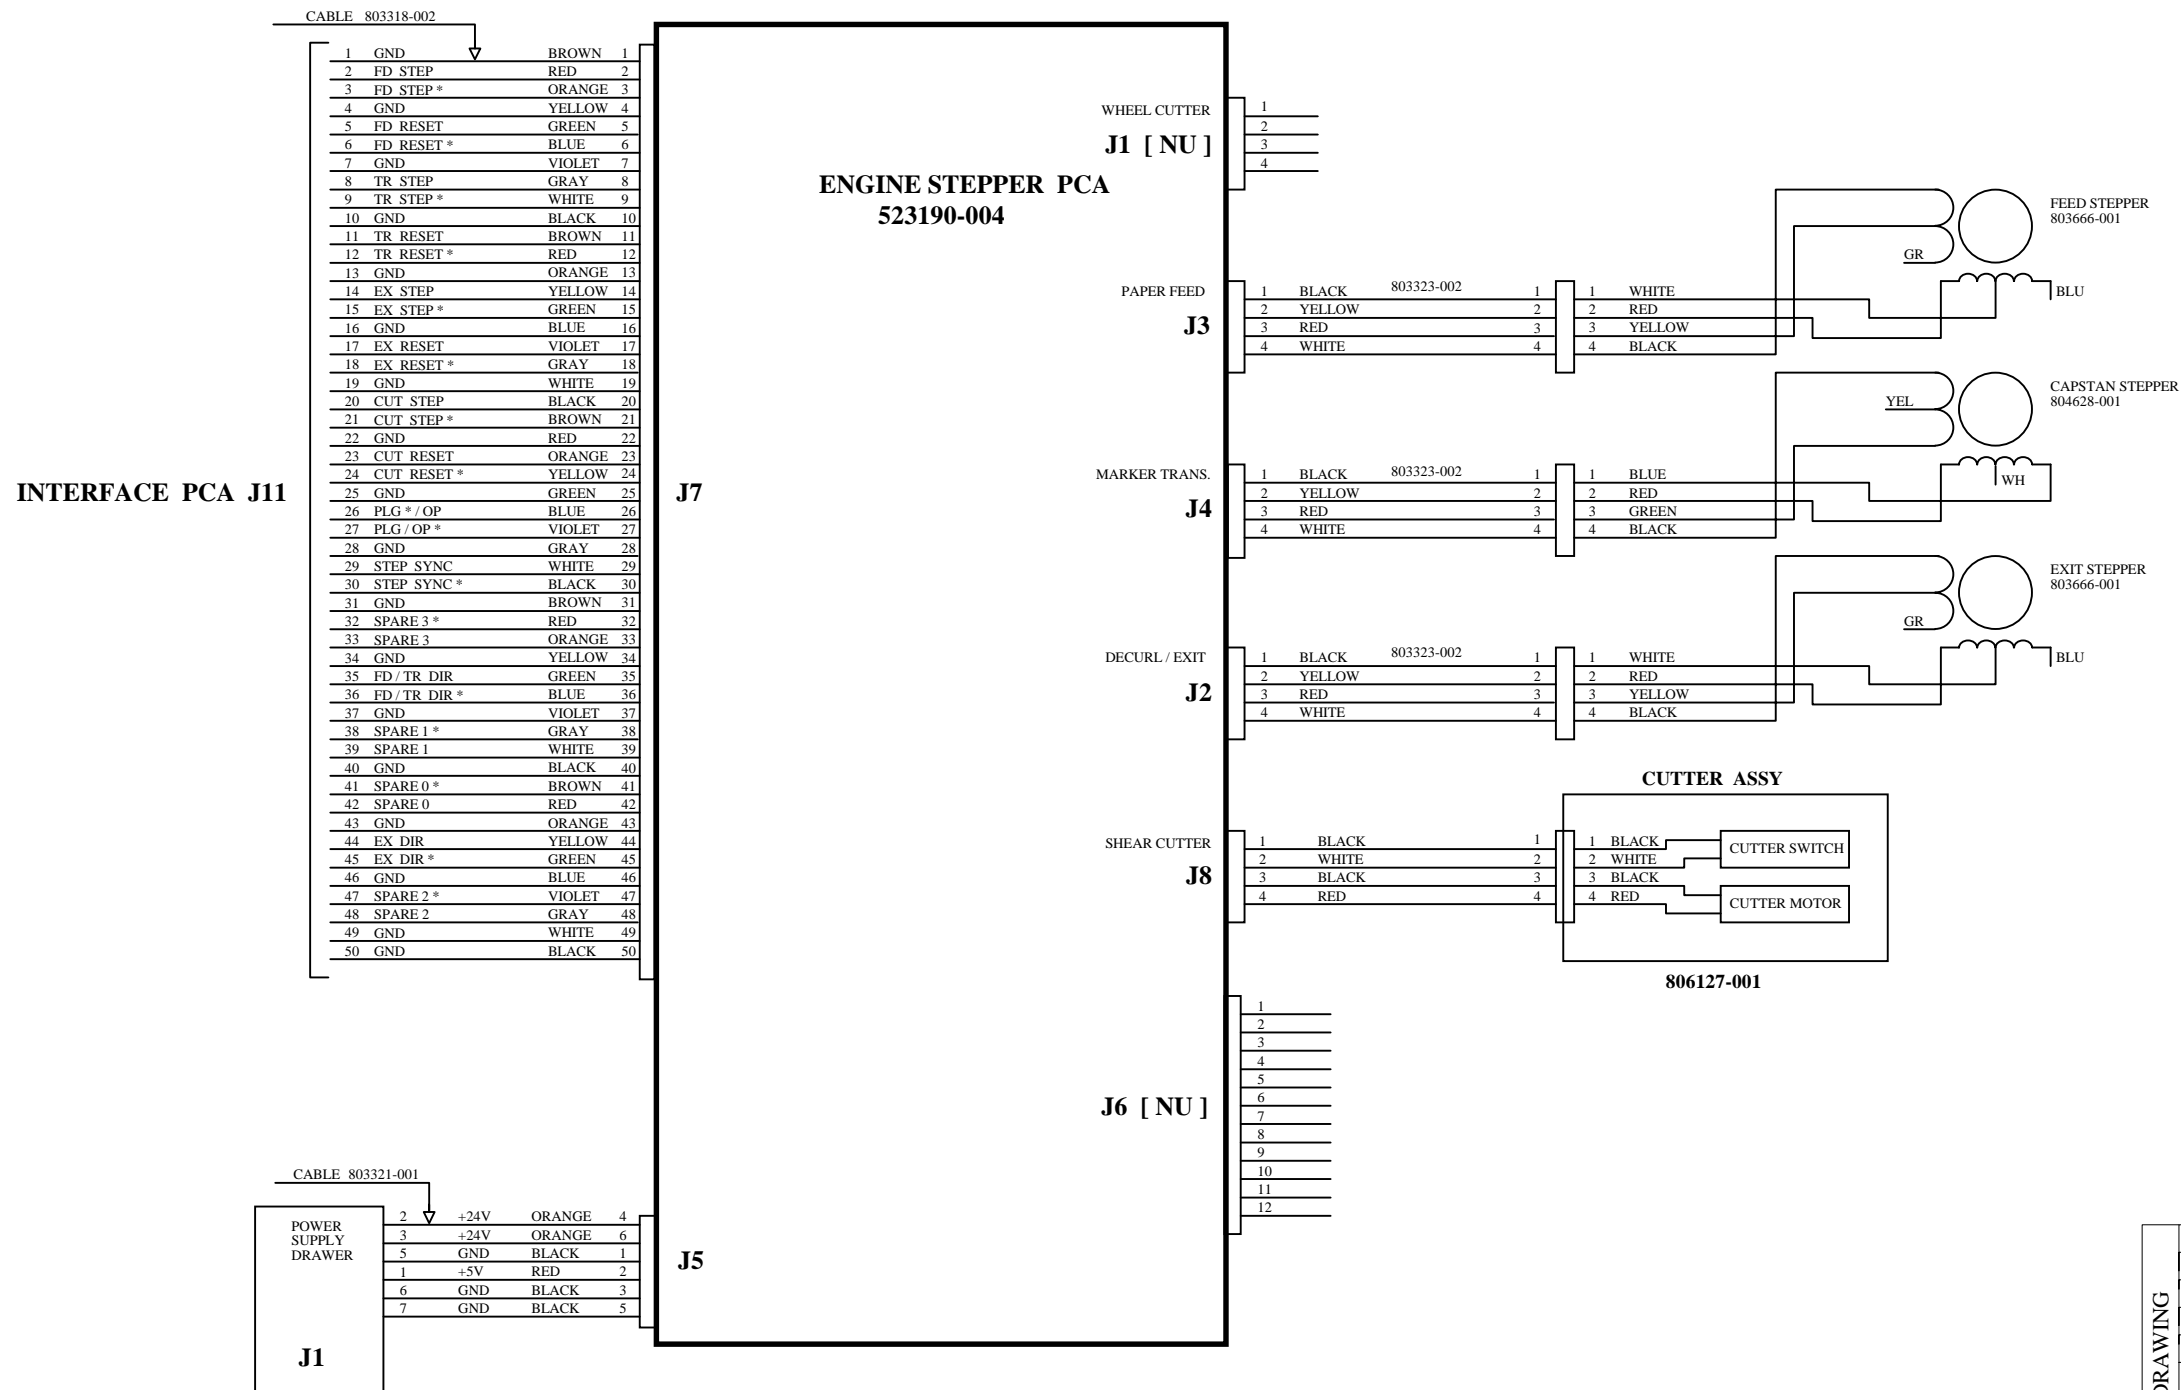 CABLE 803318-002
1 GND BROWN 1
2 FD STEP RED 2
3 FD STEP * ORANGE 3
4 GND YELLOW 4
5 FD RESET GREEN 5
6 FD RESET * BLUE 6
7 GND VIOLET 7
8 TR STEP GRAY 8
9 TR STEP * WHITE 9
10 GND BLACK 10
11 TR RESET BROWN 11
12 TR RESET * RED 12
13 GND ORANGE 13
14 EX STEP YELLOW 14
15 EX STEP * GREEN 15
16 GND BLUE 16
17 EX RESET VIOLET 17
18 EX RESET * GRAY 18
19 GND WHITE 19
20 CUT STEP BLACK 20
21 CUT STEP * BROWN 21
22 GND RED 22
23 CUT RESET ORANGE 23
24 CUT RESET * YELLOW 24
25 GND GREEN 25
26 PLG * / OP BLUE 26
27 PLG / OP * VIOLET 27
28 GND GRAY 28
29 STEP SYNC WHITE 29
30 STEP SYNC * BLACK 30
31 GND BROWN 31
32 SPARE 3 * RED 32
33 SPARE 3 ORANGE 33
34 GND YELLOW 34
35 FD / TR DIR GREEN 35
36 FD / TR DIR * BLUE 36
37 GND VIOLET 37
38 SPARE 1 * GRAY 38
39 SPARE 1 WHITE 39
40 GND BLACK 40
41 SPARE 0 * BROWN 41
42 SPARE 0 RED 42
43 GND ORANGE 43
44 EX DIR YELLOW 44
45 EX DIR * GREEN 45
46 GND BLUE 46
47 SPARE 2 * VIOLET 47
48 SPARE 2 GRAY 48
49 GND WHITE 49
50 GND BLACK 50
INTERFACE PCA J11
J7
ENGINE STEPPER PCA
523190-004
WHEEL CUTTER
J1 [ NU ]
1
2
3
4
PAPER FEED
J3
803323-002
1 BLACK 1 1 WHITE
2 YELLOW 2 2 RED
3 RED 3 3 YELLOW
4 WHITE 4 4 BLACK
GR
BLU
FEED STEPPER
803666-001
MARKER TRANS.
J4
803323-002
1 BLACK 1 1 BLUE
2 YELLOW 2 2 RED
3 RED 3 3 GREEN
4 WHITE 4 4 BLACK
YEL
WH
CAPSTAN STEPPER
804628-001
DECURL / EXIT
J2
803323-002
1 BLACK 1 1 WHITE
2 YELLOW 2 2 RED
3 RED 3 3 YELLOW
4 WHITE 4 4 BLACK
GR
BLU
EXIT STEPPER
803666-001
SHEAR CUTTER
J8
1 BLACK 1 1 BLACK
2 WHITE 2 2 WHITE
3 BLACK 3 3 BLACK
4 RED 4 4 RED
CUTTER ASSY
CUTTER SWITCH
CUTTER MOTOR
806127-001
J6 [ NU ]
1
2
3
4
5
6
7
8
9
10
11
12
CABLE 803321-001
POWER
SUPPLY
DRAWER
J1
2 +24V ORANGE 4
3 +24V ORANGE 6
5 GND BLACK 1
1 +5V RED 2
6 GND BLACK 3
7 GND BLACK 5
J5
DRAWING